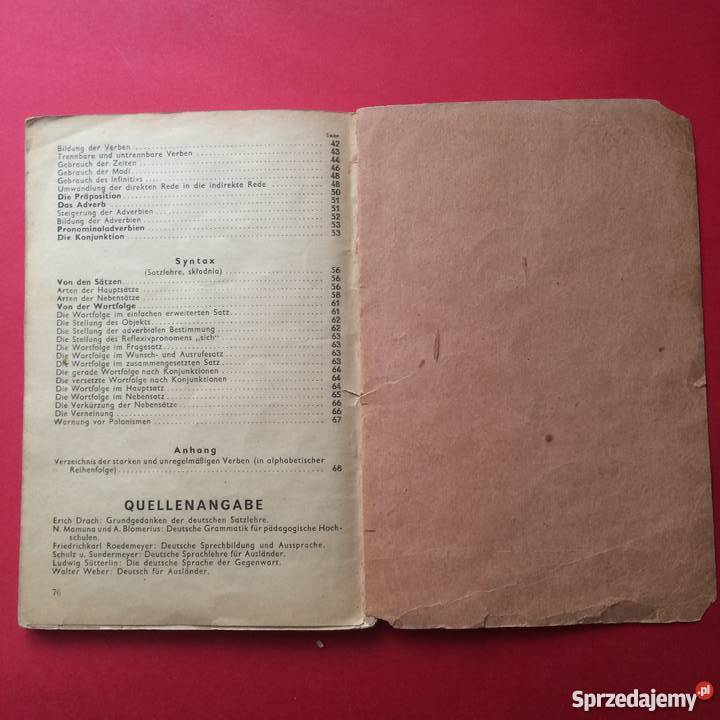 Seite
Bildung der Verben 42
Trennbare und untrennbare Verben 43
Gebrauch der Zeiten 44
Gebrauch der Modi 46
Gebrauch des Infinitivs 48
Umwandlung der direkten Rede in die indirekte Rede 48
Die Präposition 50
Das Adverb 51
Steigerung der Adverbien 51
Bildung der Adverbien 52
Pronominaladverbien 53
Die Konjunktion 53
Syntax
(Satzlehre, składnia) 56
Von den Sätzen 56
Arten der Hauptsätze 56
Arten der Nebensätze 58
Von der Wortfolge 61
Die Wortfolge im einfachen erweiterten Satz 61
Die Stellung des Objekts 62
Die Stellung der adverbialen Bestimmung 62
Die Stellung des Reflexivpronomens „sich" 63
Die Wortfolge im Fragesatz 63
Die Wortfolge im Wunsch- und Ausrufesatz 63
Die Wortfolge im zusammengesetzten Satz 63
Die gerade Wortfolge nach Konjunktionen 64
Die versetzte Wortfolge nach Konjunktionen 64
Die Wortfolge im Hauptsatz 64
Die Wortfolge im Nebensatz 65
Die Verkürzung der Nebensätze 66
Die Verneinung 66
Warnung vor Polonismen 67
Anhang
Verzeichnis der starken und unregelmäßigen Verben (in alphabetischer
Reihenfolge) 68
QUELLENANGABE
Erich Drach: Grundgedanken der deutschen Satzlehre.
N. Mamuna und A. Blomerius: Deutsche Grammatik für pädagogische Hoch-
schulen.
Friedrichkarl Roedemeyer: Deutsche Sprechbildung und Aussprache.
Schulz u. Sundermeyer: Deutsche Sprachlehre für Ausländer.
Ludwig Sütterlin: Die deutsche Sprache der Gegenwart.
Walter Weber: Deutsch für Ausländer.
76
Sprzedajemy.pl